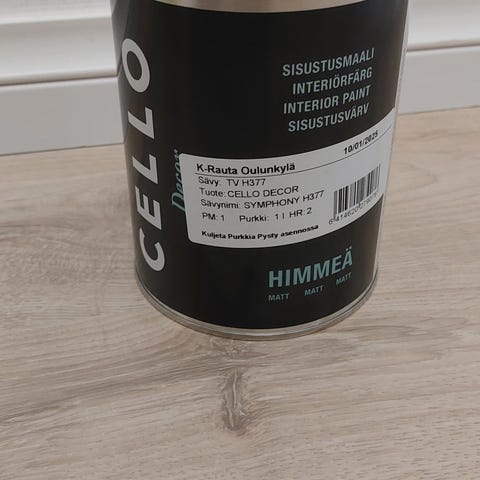 CELLO
Decor
SISUSTUSMAALI
INTERIÖRFÄRG
INTERIOR PAINT
SISUSTUSVÄRV
10/01/2025
K-Rauta Oulunkylä
Sävy: TV H377
Tuote: CELLO DECOR
Sävynimi: SYMPHONY H377
PM: 1 Purkki: 1 l HR: 2
Kuljeta Purkkia Pysty asennossa
HIMMEÄ
MATT MATT MATT